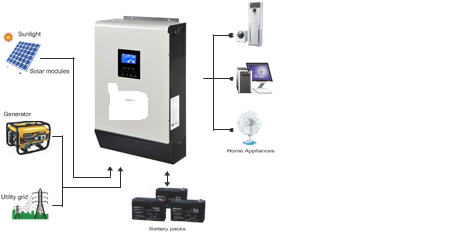 Sunlight
Solar modules
Generator
Utility grid
Home Appliances
Battery packs